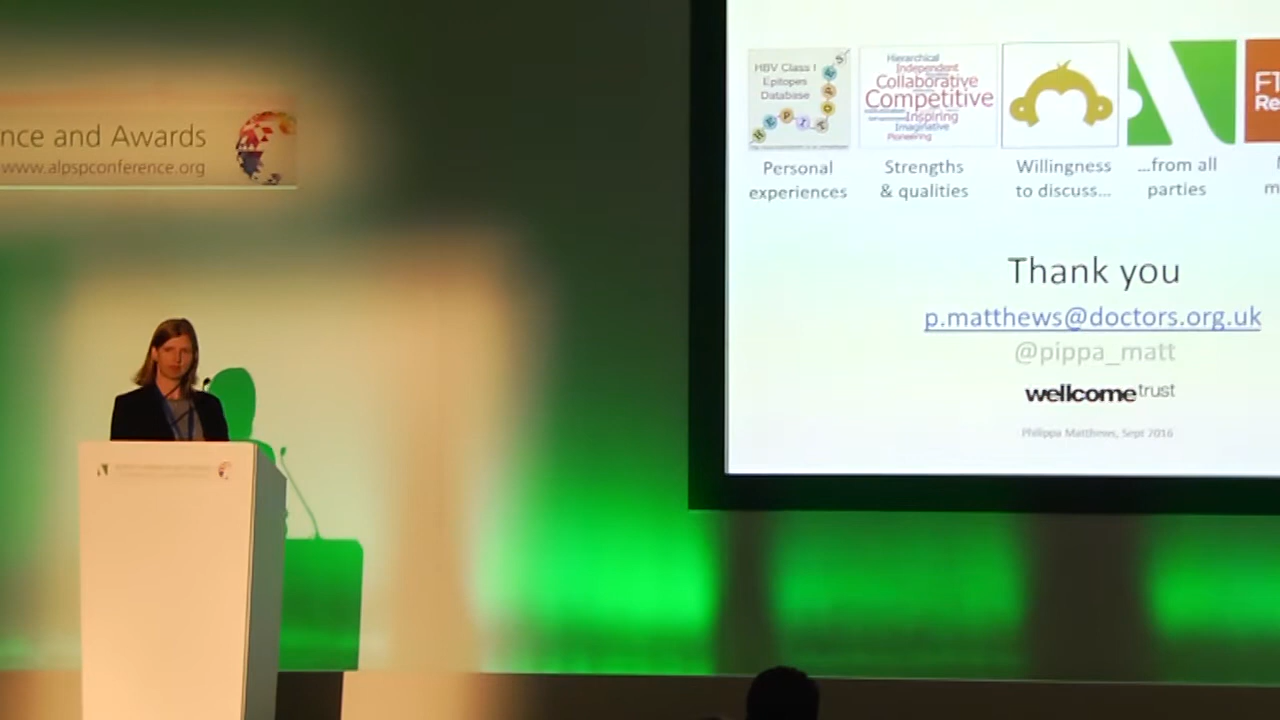 nce and Awards
www.alpspconference.org
HBV Class I
Epitopes
Database
HEPITOPES
Hierarchical
Independent
Collaborative
Competitive
Inspiring
Imaginative
Pioneering
Personal
experiences
Strengths
& qualities
Willingness
to discuss...
...from all
parties
Thank you
p.matthews@doctors.org.uk
@pippa_matt
wellcome trust
Philippa Matthews, Sept 2016